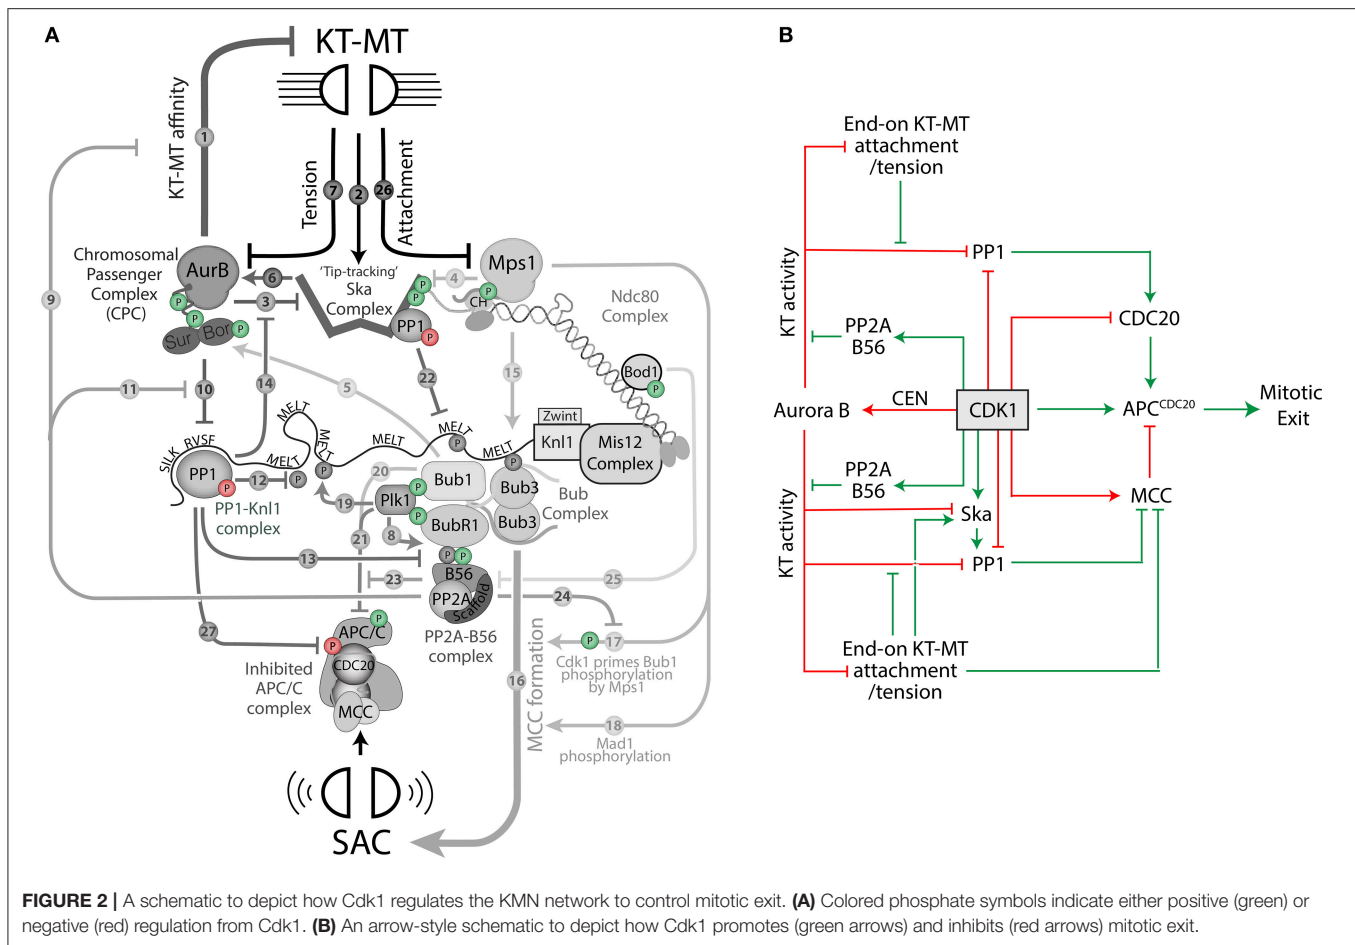 A
KT-MT
KT-MT affinity
1
Tension
7
2
26
Attachment
Chromosomal
Passenger
Complex
(CPC)
AurB
P
P
P
Sur
Bor
6
3
'Tip-tracking'
Ska
Complex
P
P
PP1
P
4
Mps1
P
CH
Ndc80
Complex
9
11
10
14
5
22
15
Bod1
P
SILK
RVSF
MELT
MELT
MELT
MELT
MELT
MELT
P
P
P
P
Zwint
Knl1
Mis12
Complex
PP1
P
12
PP1-Knl1
complex
20
19
Plk1
P
P
Bub1
Bub3
Bub3
Bub
Complex
21
8
BubR1
P
P
13
23
B56
PP2A
Scaffold
PP2A-B56
complex
24
25
27
P
APC/C
P
CDC20
MCC
Inhibited
APC/C
complex
P
17
Cdk1 primes Bub1
phosphorylation
by Mps1
16
MCC formation
18
Mad1
phosphorylation
SAC
B
End-on KT-MT
attachment
/tension
KT activity
PP1
CDC20
PP2A
B56
Aurora B
CEN
CDK1
APC^CDC20
Mitotic
Exit
PP2A
B56
MCC
KT activity
Ska
PP1
End-on KT-MT
attachment
/tension
FIGURE 2 | A schematic to depict how Cdk1 regulates the KMN network to control mitotic exit. (A) Colored phosphate symbols indicate either positive (green) or
negative (red) regulation from Cdk1. (B) An arrow-style schematic to depict how Cdk1 promotes (green arrows) and inhibits (red arrows) mitotic exit.